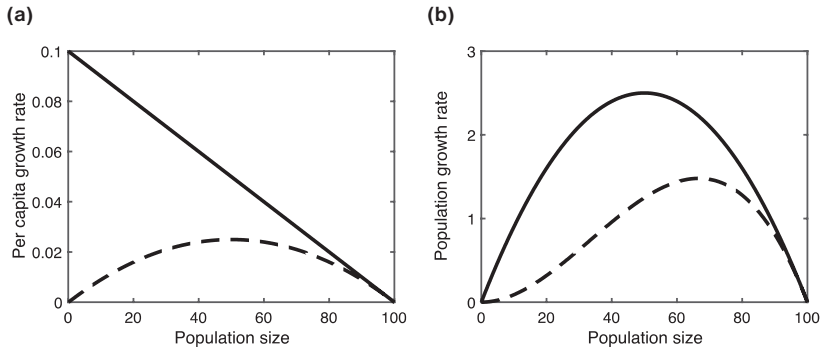 (a)
0.1
0.08
0.06
0.04
0.02
0
Per capita growth rate
0 20 40 60 80 100
Population size
(b)
3
2
1
0
Population growth rate
0 20 40 60 80 100
Population size